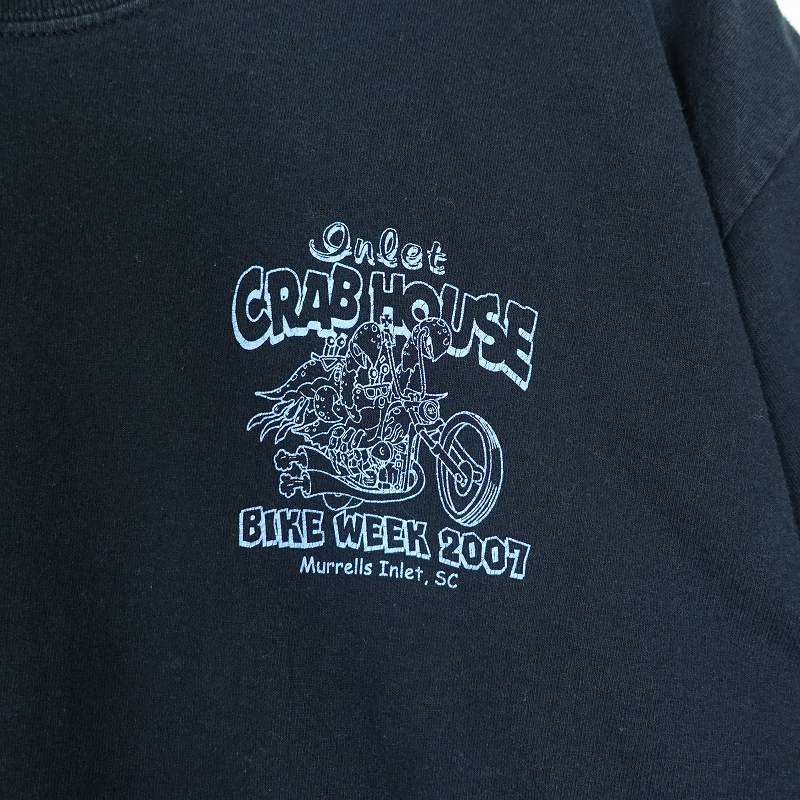 Inlet
CRAB HOUSE
BIKE WEEK 2007
Murrells Inlet, SC